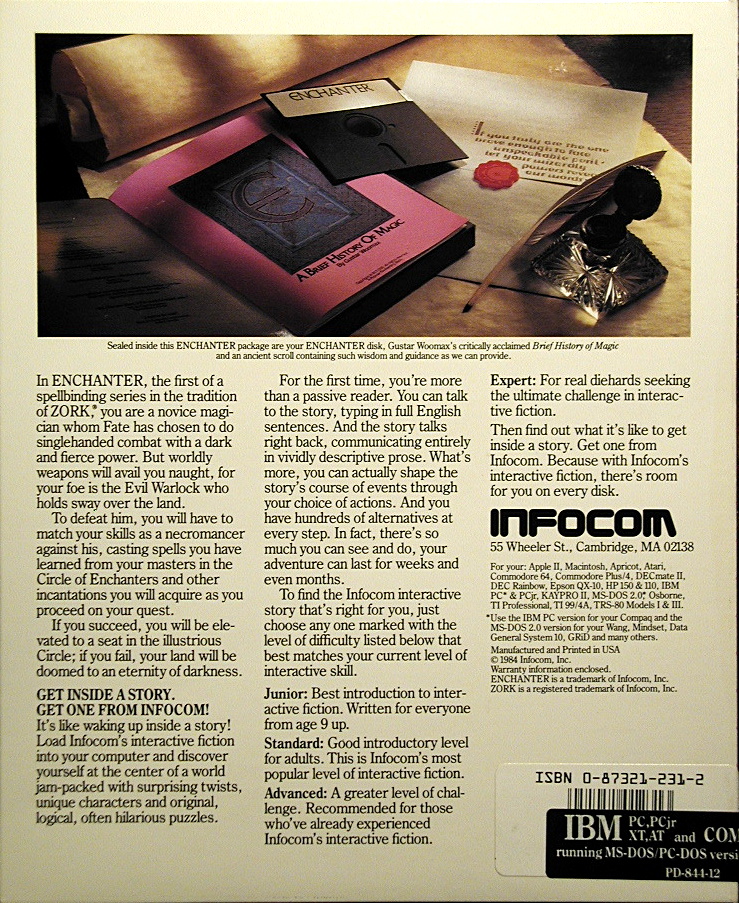 ENCHANTER
If you truly are the one
brave enough to face
unspeakable peril,
let your wizardly
powers reveal
our words
A BRIEF HISTORY OF MAGIC
By GUSTAR WOOMAX
Sealed inside this ENCHANTER package are your ENCHANTER disk, Gustar Woomax's critically acclaimed Brief History of Magic
and an ancient scroll containing such wisdom and guidance as we can provide.
In ENCHANTER, the first of a
spellbinding series in the tradition
of ZORK,® you are a novice magi-
cian whom Fate has chosen to do
singlehanded combat with a dark
and fierce power. But worldly
weapons will avail you naught, for
your foe is the Evil Warlock who
holds sway over the land.
To defeat him, you will have to
match your skills as a necromancer
against his, casting spells you have
learned from your masters in the
Circle of Enchanters and other
incantations you will acquire as you
proceed on your quest.
If you succeed, you will be ele-
vated to a seat in the illustrious
Circle; if you fail, your land will be
doomed to an eternity of darkness.
GET INSIDE A STORY.
GET ONE FROM INFOCOM!
It's like waking up inside a story!
Load Infocom's interactive fiction
into your computer and discover
yourself at the center of a world
jam-packed with surprising twists,
unique characters and original,
logical, often hilarious puzzles.
For the first time, you're more
than a passive reader. You can talk
to the story, typing in full English
sentences. And the story talks
right back, communicating entirely
in vividly descriptive prose. What's
more, you can actually shape the
story's course of events through
your choice of actions. And you
have hundreds of alternatives at
every step. In fact, there's so
much you can see and do, your
adventure can last for weeks and
even months.
To find the Infocom interactive
story that's right for you, just
choose any one marked with the
level of difficulty listed below that
best matches your current level of
interactive skill.
Junior: Best introduction to inter-
active fiction. Written for everyone
from age 9 up.
Standard: Good introductory level
for adults. This is Infocom's most
popular level of interactive fiction.
Advanced: A greater level of chal-
lenge. Recommended for those
who've already experienced
Infocom's interactive fiction.
Expert: For real diehards seeking
the ultimate challenge in interac-
tive fiction.
Then find out what it's like to get
inside a story. Get one from
Infocom. Because with Infocom's
interactive fiction, there's room
for you on every disk.
INFOCOM
55 Wheeler St., Cambridge, MA 02138
For your: Apple II, Macintosh, Apricot, Atari,
Commodore 64, Commodore Plus/4, DECmate II,
DEC Rainbow, Epson QX-10, HP 150 & 110, IBM
PC* & PCjr, KAYPRO II, MS-DOS 2.0,* Osborne,
TI Professional, TI 99/4A, TRS-80 Models I & III.
*Use the IBM PC version for your Compaq and the
MS-DOS 2.0 version for your Wang, Mindset, Data
General System 10, GRiD and many others.
Manufactured and Printed in USA
© 1984 Infocom, Inc.
Warranty information enclosed.
ENCHANTER is a trademark of Infocom, Inc.
ZORK is a registered trademark of Infocom, Inc.
ISBN 0-87321-231-2
IBM PC,PCjr XT,AT and COM
running MS-DOS/PC-DOS versi
PD-844-12